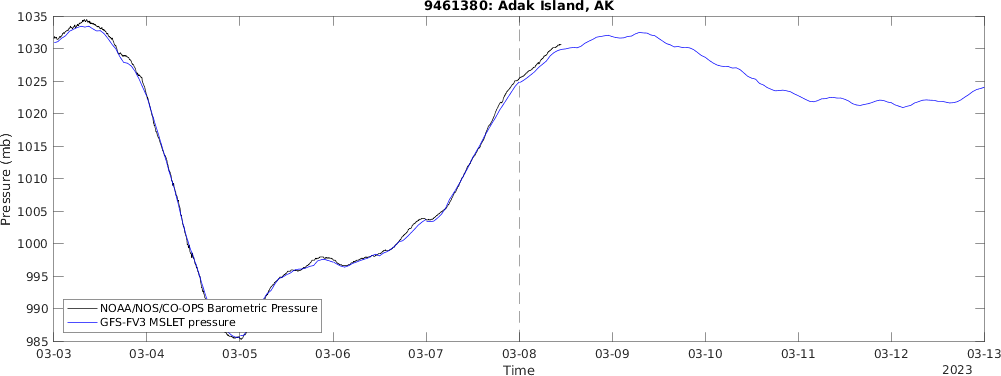 9461380: Adak Island, AK
1035
1030
1025
1020
1015
1010
1005
1000
995
990
985
Pressure (mb)
NOAA/NOS/CO-OPS Barometric Pressure
GFS-FV3 MSLET pressure
03-03 03-04 03-05 03-06 03-07 03-08 03-09 03-10 03-11 03-12 03-13
Time
2023